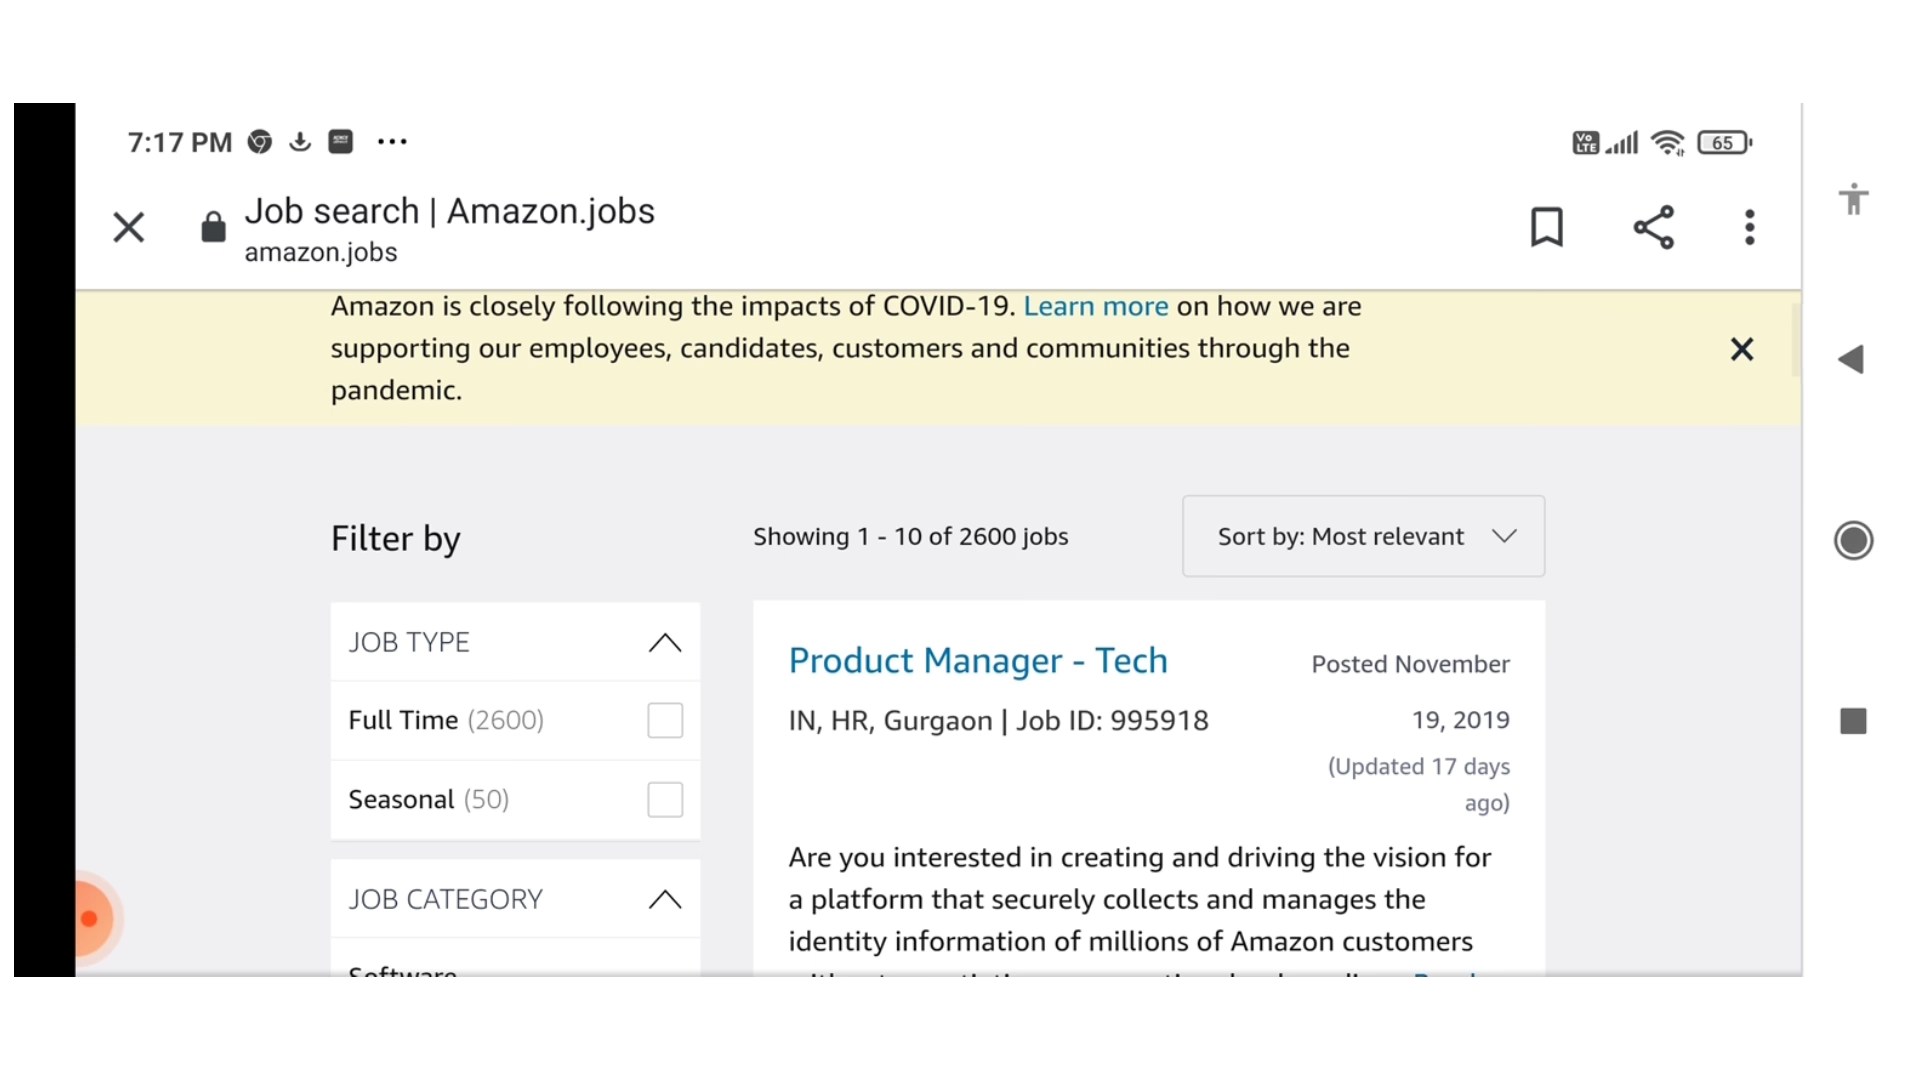 7:17 PM
Vo LTE
65
Job search | Amazon.jobs
amazon.jobs
Amazon is closely following the impacts of COVID-19. Learn more on how we are
supporting our employees, candidates, customers and communities through the
pandemic.
Filter by
Showing 1 - 10 of 2600 jobs
Sort by: Most relevant
JOB TYPE
Full Time (2600)
Seasonal (50)
JOB CATEGORY
Software
Product Manager - Tech
Posted November
19, 2019
IN, HR, Gurgaon | Job ID: 995918
(Updated 17 days
ago)
Are you interested in creating and driving the vision for
a platform that securely collects and manages the
identity information of millions of Amazon customers